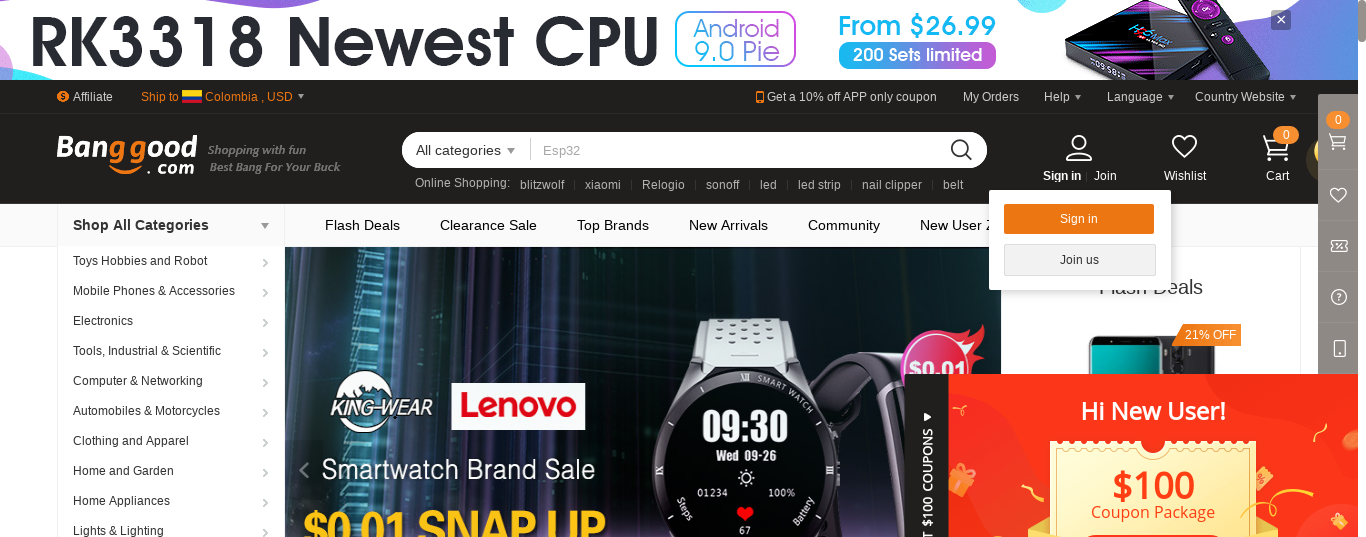 RK3318 Newest CPU
Android
9.0 Pie
From $26.99
200 Sets limited
Affiliate
Ship to Colombia , USD
Get a 10% off APP only coupon
My Orders
Help
Language
Country Website
Banggood
.com
Shopping with fun
Best Bang For Your Buck
All categories
Esp32
Online Shopping: blitzwolf xiaomi Relogio sonoff led led strip nail clipper belt
Sign in
Join
Wishlist
0
Cart
0
Sign in
Join us
Shop All Categories
Flash Deals
Clearance Sale
Top Brands
New Arrivals
Community
New User
Toys Hobbies and Robot
Mobile Phones & Accessories
Electronics
Tools, Industrial & Scientific
Computer & Networking
Automobiles & Motorcycles
Clothing and Apparel
Home and Garden
Home Appliances
Lights & Lighting
KING-WEAR
Lenovo
Smartwatch Brand Sale
$0.01 SNAP UP
SMART WATCH
09:30
Wed 09-26
01234
100%
67
Steps
Battery
$0.01
Flash Deals
21% OFF
$100 COUPONS
Hi New User!
$100
Coupon Package